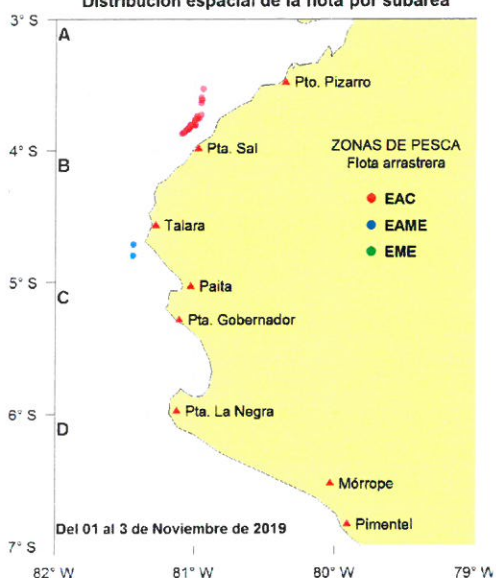 Distribución espacial de la flota por subárea
3° S
A
Pto. Pizarro
ZONAS DE PESCA
Flota arrastrera
4° S
Pta. Sal
B
EAC
Talara
EAME
EME
5° S
Paita
C
Pta. Gobernador
6° S
Pta. La Negra
D
Mórrope
Pimentel
Del 01 al 3 de Noviembre de 2019
7° S
82° W 81° W 80° W 79° W